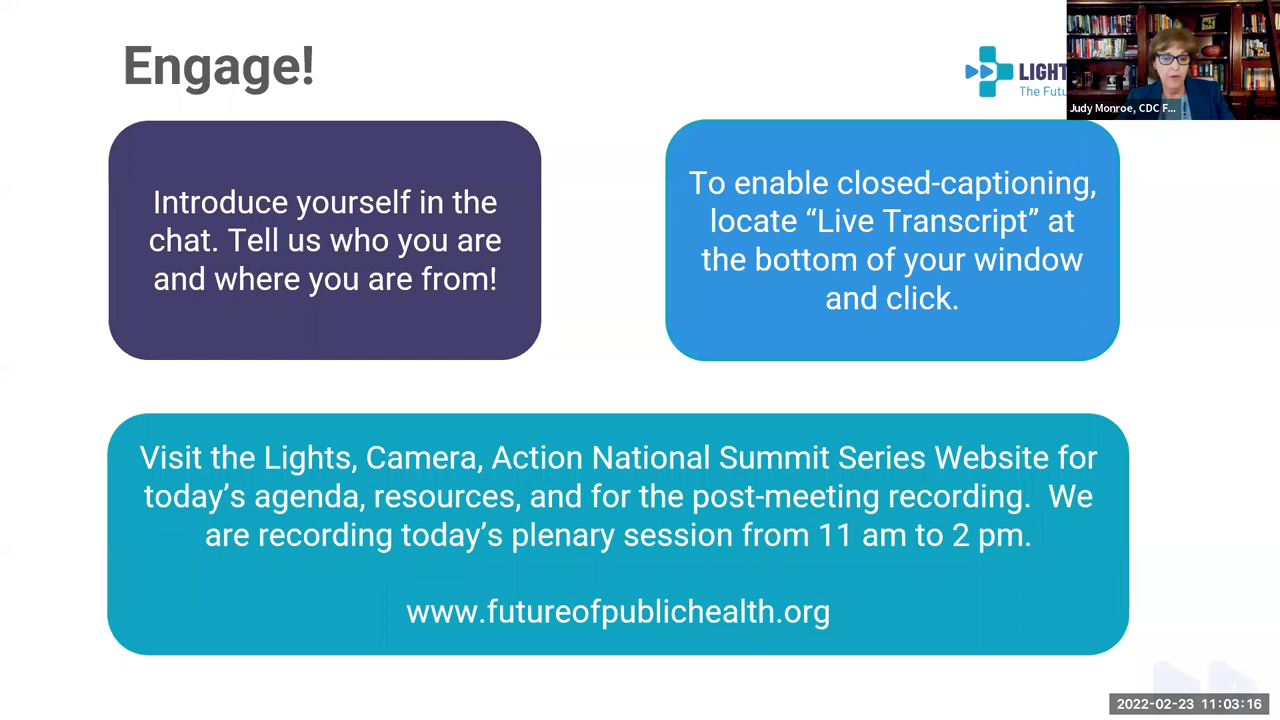 Engage!
LIGHT
The Futu
Judy Monroe, CDC F...
Introduce yourself in the
chat. Tell us who you are
and where you are from!
To enable closed-captioning,
locate “Live Transcript” at
the bottom of your window
and click.
Visit the Lights, Camera, Action National Summit Series Website for
today’s agenda, resources, and for the post-meeting recording.  We
are recording today’s plenary session from 11 am to 2 pm.
www.futureofpublichealth.org
2022-02-23 11:03:16